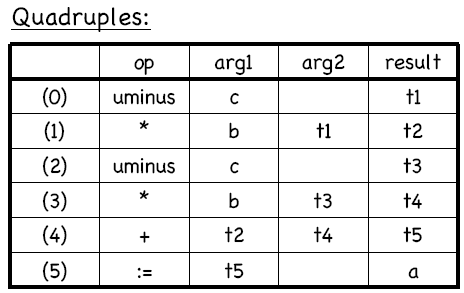 Quadruples:
op arg1 arg2 result
(0) uminus c t1
(1) * b t1 t2
(2) uminus c t3
(3) * b t3 t4
(4) + t2 t4 t5
(5) := t5 a